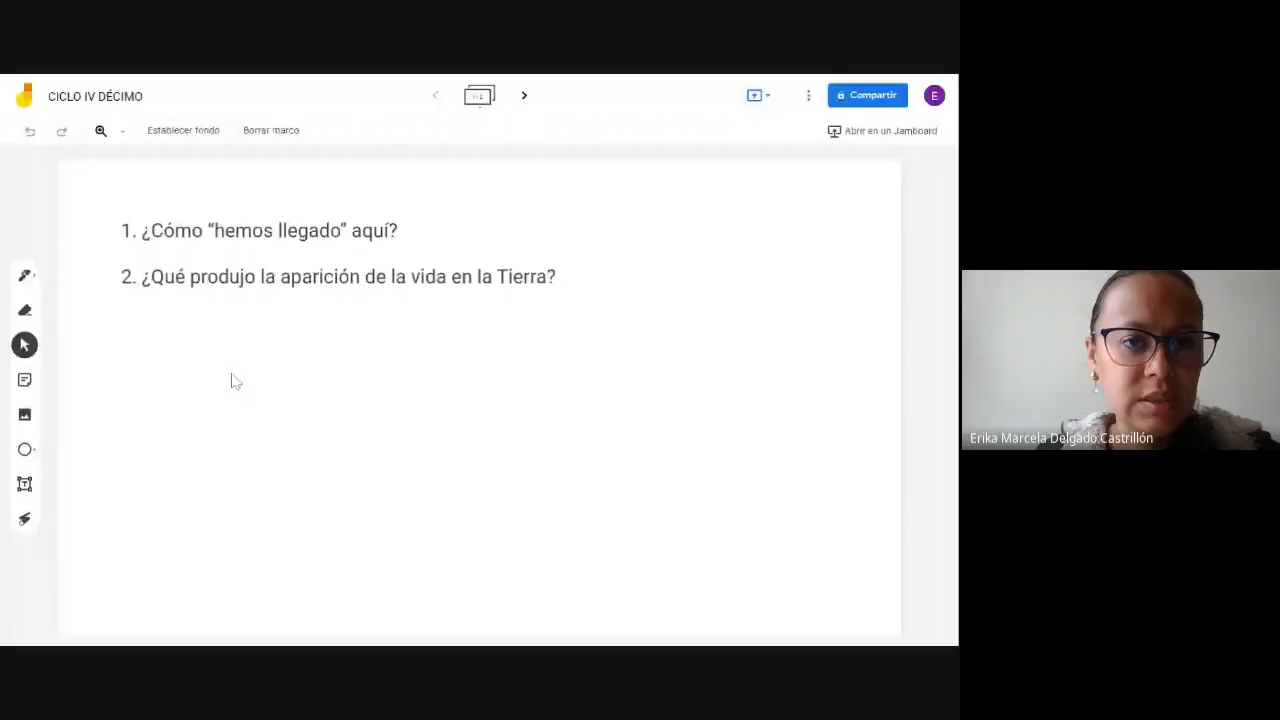 CICLO IV DÉCIMO
Compartir
E
Establecer fondo
Borrar marco
Abrir en un Jamboard
1. ¿Cómo “hemos llegado” aquí?
2. ¿Qué produjo la aparición de la vida en la Tierra?
Erika Marcela Delgado Castrillón